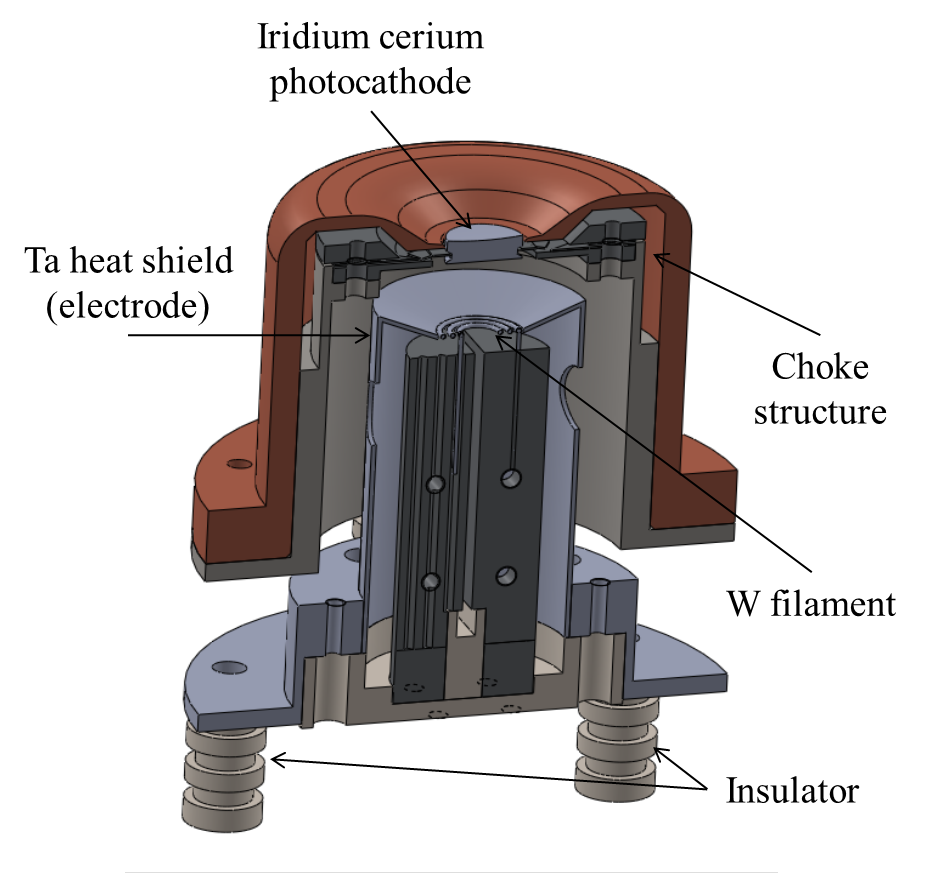 Iridium cerium
photocathode
Ta heat shield
(electrode)
Choke
structure
W filament
Insulator